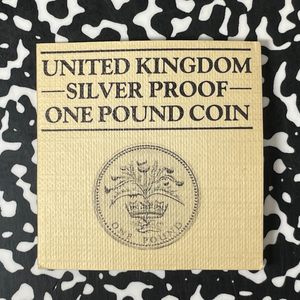 UNITED KINGDOM
SILVER PROOF
ONE POUND COIN
ONE POUND